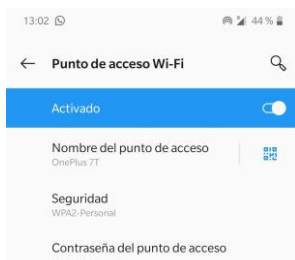 13:02 44 %
Punto de acceso Wi-Fi
Activado
Nombre del punto de acceso
OnePlus 7T
Seguridad
WPA2-Personal
Contraseña del punto de acceso